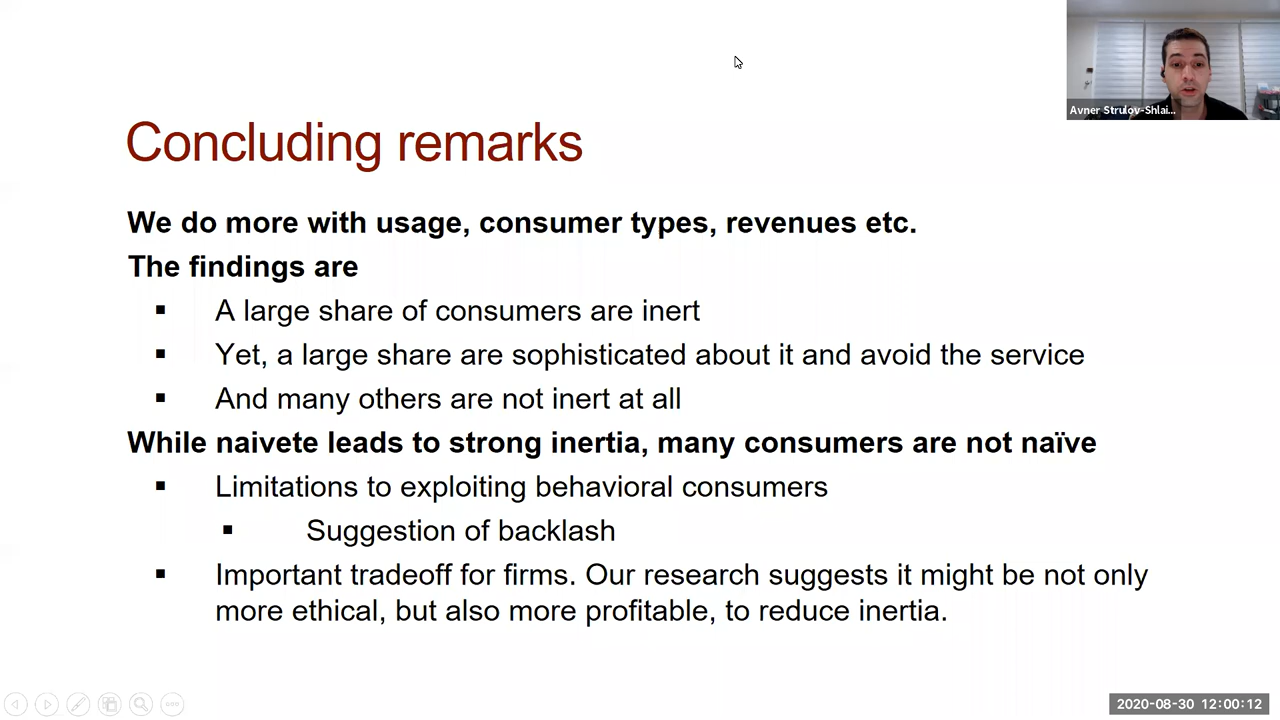 Avner Strulov-Shlai...
Concluding remarks
We do more with usage, consumer types, revenues etc.
The findings are
A large share of consumers are inert
Yet, a large share are sophisticated about it and avoid the service
And many others are not inert at all
While naivete leads to strong inertia, many consumers are not naïve
Limitations to exploiting behavioral consumers
Suggestion of backlash
Important tradeoff for firms. Our research suggests it might be not only
more ethical, but also more profitable, to reduce inertia.
2020-08-30 12:00:12